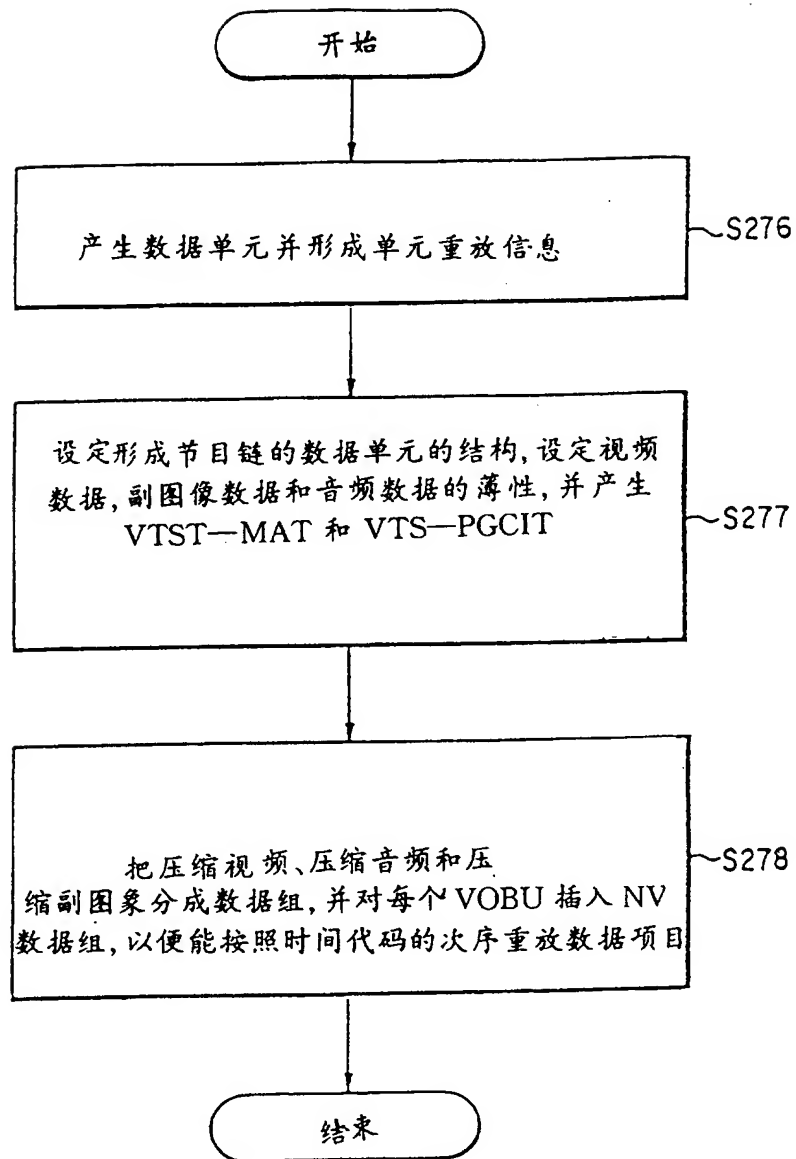 开始
产生数据单元并形成单元重放信息
S276
设定形成节目链的数据单元的结构,设定视频
数据,副图像数据和音频数据的薄性,并产生
VTST—MAT 和 VTS—PGCIT
S277
把压缩视频、压缩音频和压
缩副图象分成数据组,并对每个 VOBU 插入 NV
数据组,以便能按照时间代码的次序重放数据项目
S278
结束